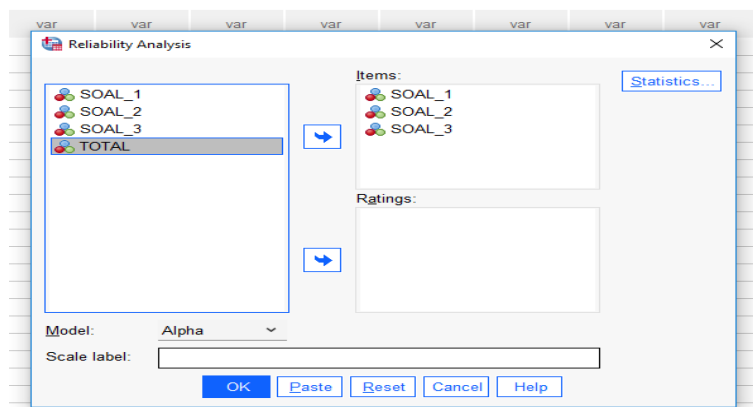 var var var var var var var var
Reliability Analysis
SOAL_1
SOAL_2
SOAL_3
TOTAL
Items:
SOAL_1
SOAL_2
SOAL_3
Statistics...
Ratings:
Model: Alpha
Scale label:
OK Paste Reset Cancel Help